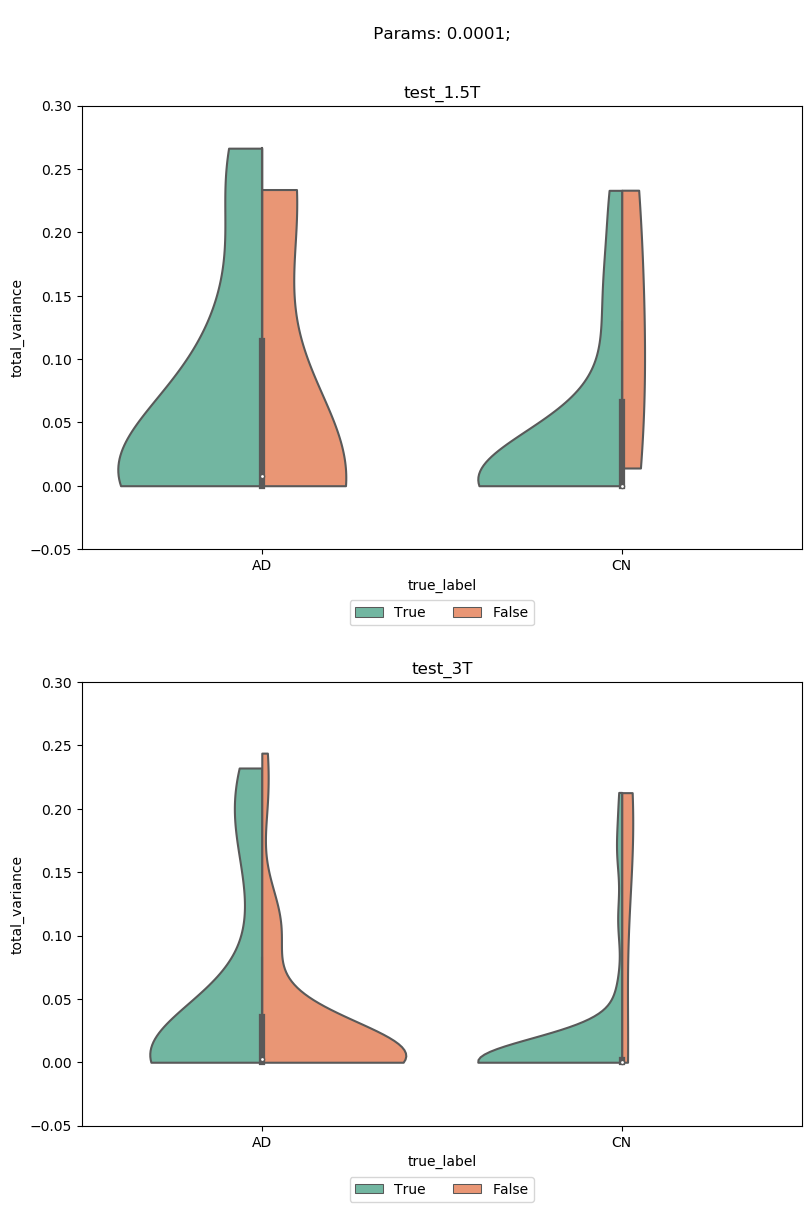 Params: 0.0001;
test_1.5T
0.30
0.25
0.20
0.15
0.10
0.05
0.00
−0.05
total_variance
AD CN
true_label
True False
test_3T
0.30
0.25
0.20
0.15
0.10
0.05
0.00
−0.05
total_variance
AD CN
true_label
True False